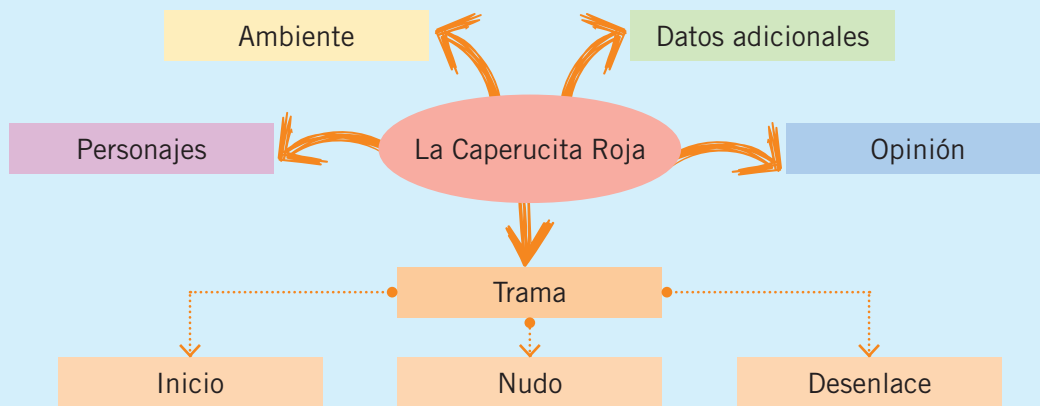 Ambiente
Datos adicionales
Personajes
La Caperucita Roja
Opinión
Trama
Inicio
Nudo
Desenlace